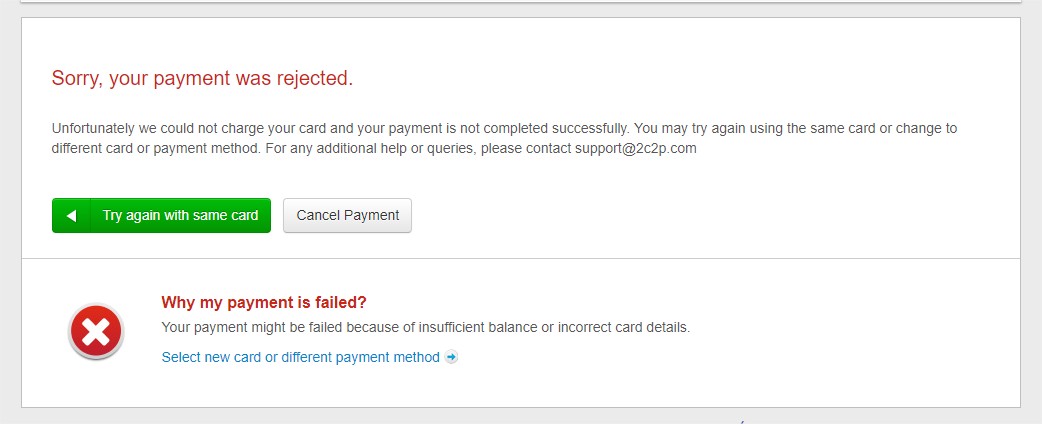 Sorry, your payment was rejected.
Unfortunately we could not charge your card and your payment is not completed successfully. You may try again using the same card or change to
different card or payment method. For any additional help or queries, please contact support@2c2p.com
Try again with same card
Cancel Payment
Why my payment is failed?
Your payment might be failed because of insufficient balance or incorrect card details.
Select new card or different payment method